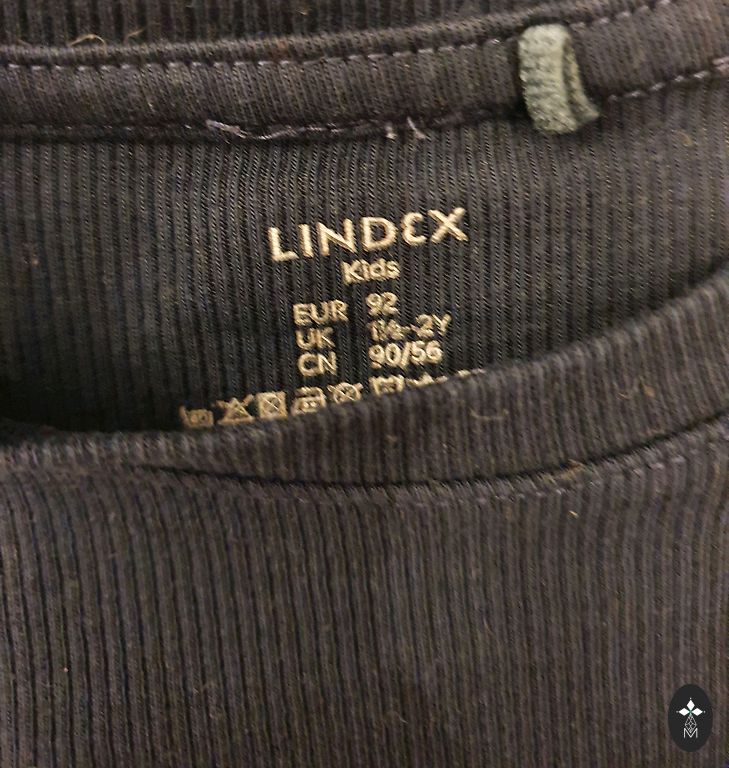 LINDEX
Kids
EUR 92
UK 1½-2Y
CN 90/56
M